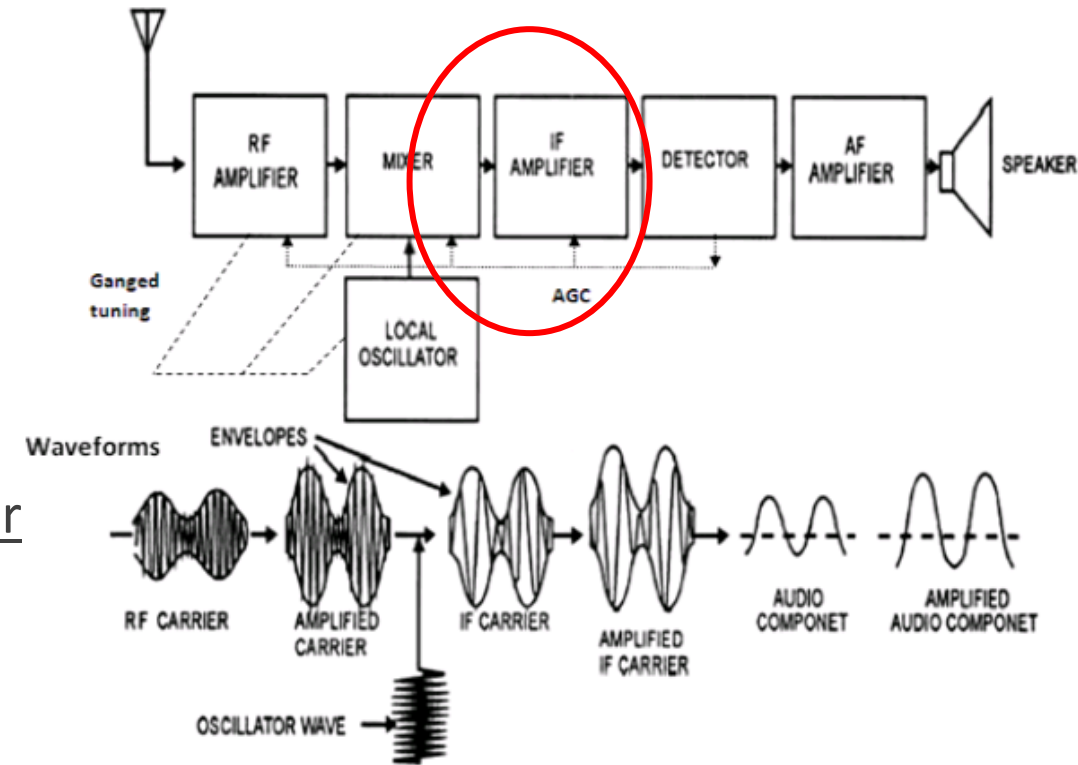 RF
AMPLIFIER
MIXER
IF
AMPLIFIER
DETECTOR
AF
AMPLIFIER
SPEAKER
Ganged
tuning
AGC
LOCAL
OSCILLATOR
Waveforms
ENVELOPES
r
RF CARRIER
AMPLIFIED
CARRIER
IF CARRIER
AMPLIFIED
IF CARRIER
AUDIO
COMPONET
AMPLIFIED
AUDIO COMPONET
OSCILLATOR WAVE